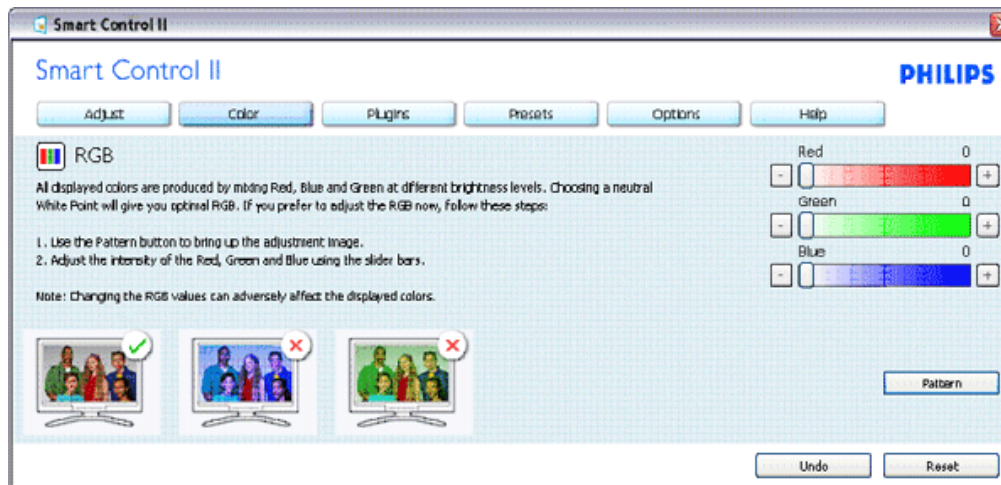 Smart Control II
Smart Control II
PHILIPS
Adjust Color Plugins Presets Options Help
RGB
All displayed colors are produced by mixing Red, Blue and Green at different brightness levels. Choosing a neutral
White Point will give you optimal RGB. If you prefer to adjust the RGB now, follow these steps:
1. Use the Pattern button to bring up the adjustment image.
2. Adjust the intensity of the Red, Green and Blue using the slider bars.
Note: Changing the RGB values can adversely affect the displayed colors.
Red 0
- +
Green 0
- +
Blue 0
- +
Pattern
Undo Reset